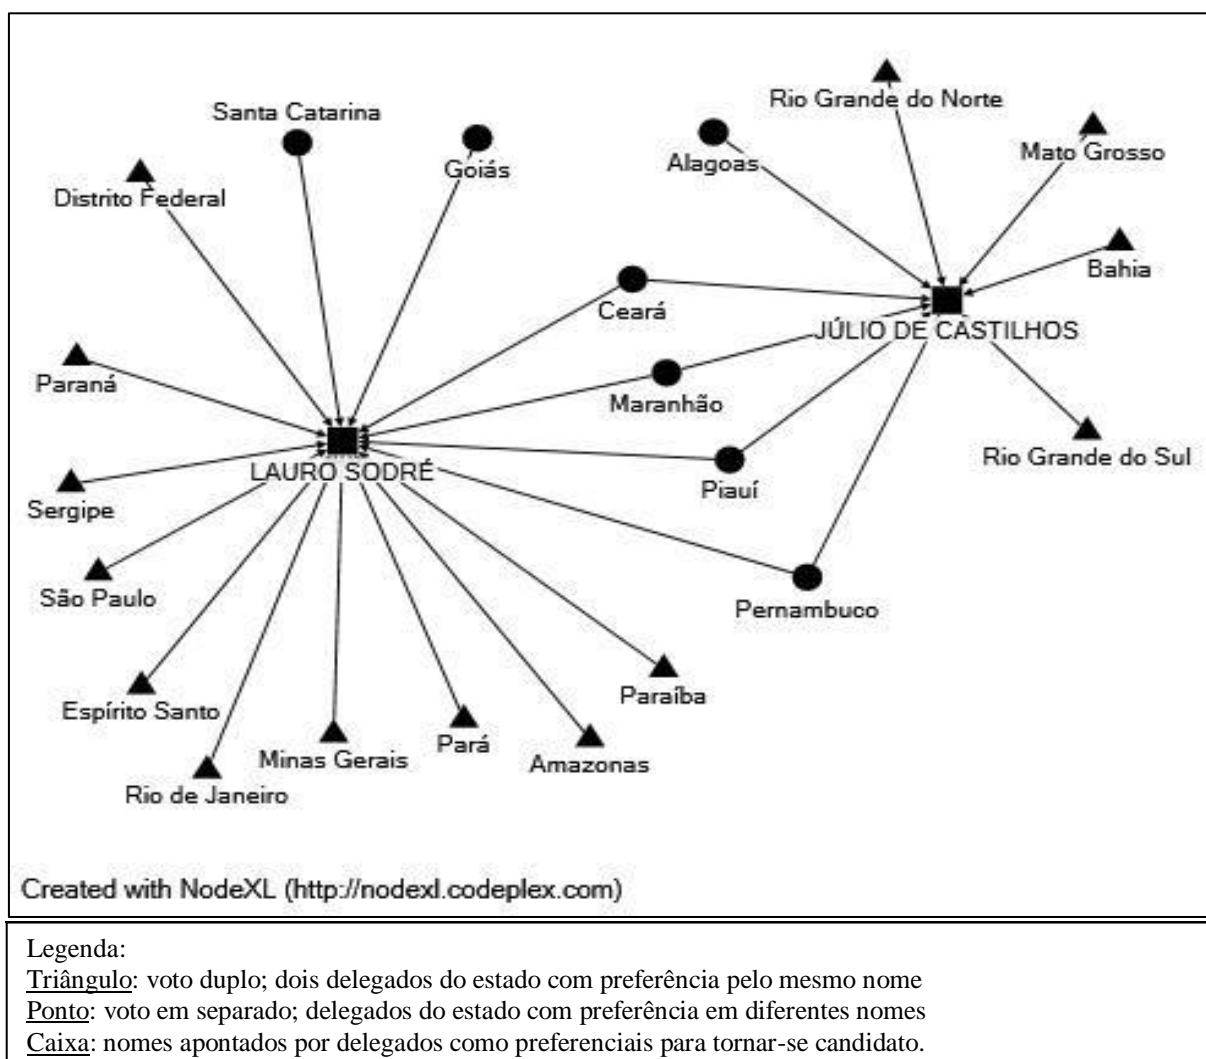 Rio Grande do Norte
Santa Catarina
Alagoas
Mato Grosso
Goiás
Distrito Federal
Bahia
Ceará
JÚLIO DE CASTILHOS
Paraná
Maranhão
Rio Grande do Sul
LAURO SODRÉ
Piauí
Sergipe
São Paulo
Pernambuco
Paraíba
Espírito Santo
Pará
Minas Gerais
Amazonas
Rio de Janeiro
Created with NodeXL (http://nodexl.codeplex.com)
Legenda:
Triângulo: voto duplo; dois delegados do estado com preferência pelo mesmo nome
Ponto: voto em separado; delegados do estado com preferência em diferentes nomes
Caixa: nomes apontados por delegados como preferenciais para tornar-se candidato.